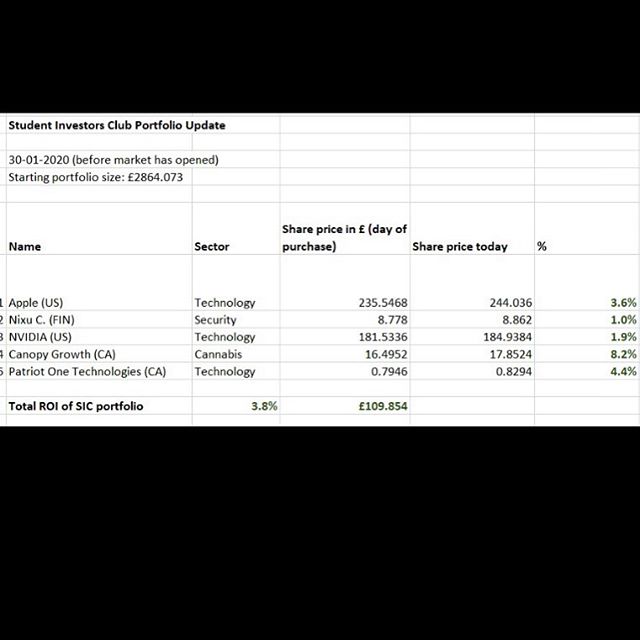 Student Investors Club Portfolio Update
30-01-2020 (before market has opened)
Starting portfolio size: £2864.073
Share price in £ (day of
Name Sector purchase) Share price today %
1 Apple (US) Technology 235.5468 244.036 3.6%
2 Nixu C. (FIN) Security 8.778 8.862 1.0%
3 NVIDIA (US) Technology 181.5336 184.9384 1.9%
4 Canopy Growth (CA) Cannabis 16.4952 17.8524 8.2%
5 Patriot One Technologies (CA) Technology 0.7946 0.8294 4.4%
Total ROI of SIC portfolio 3.8% £109.854